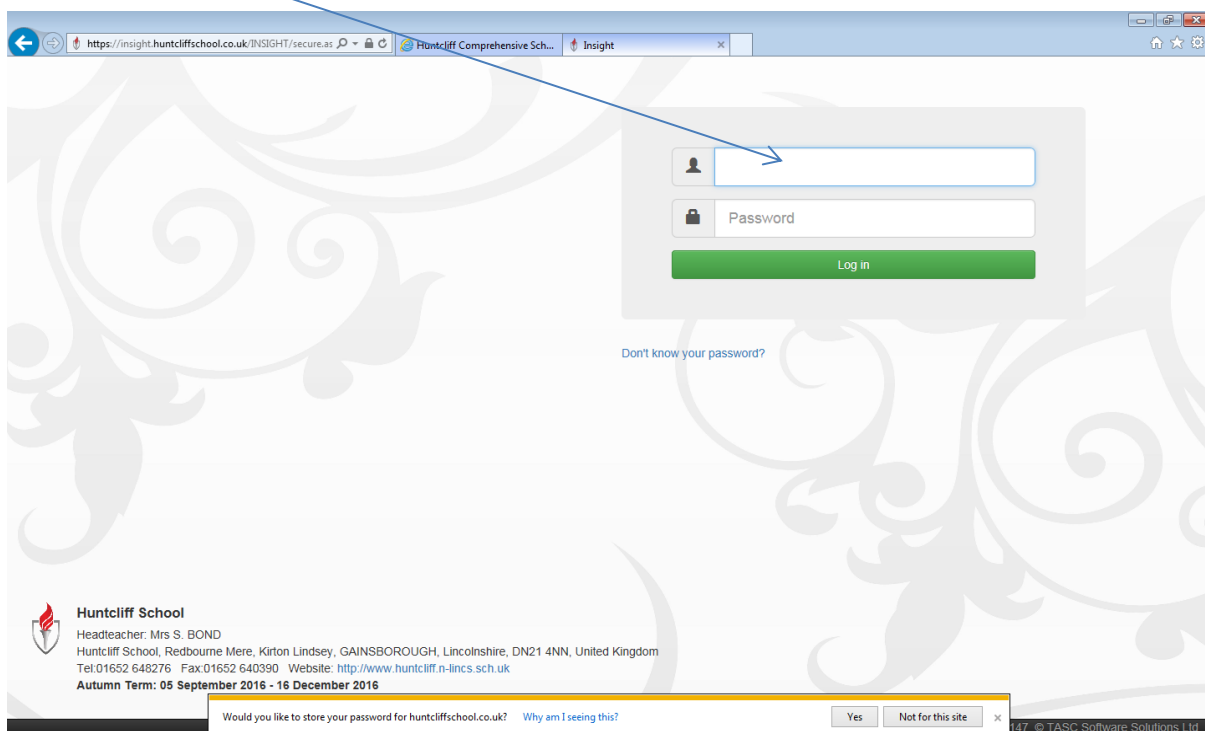 https://insight.huntcliffschool.co.uk/INSIGHT/secure.as
Huntcliff Comprehensive Sch...
Insight
Password
Log in
Don't know your password?
Huntcliff School
Headteacher: Mrs S. BOND
Huntcliff School, Redbourne Mere, Kirton Lindsey, GAINSBOROUGH, Lincolnshire, DN21 4NN, United Kingdom
Tel:01652 648276 Fax:01652 640390 Website: http://www.huntcliff.n-lincs.sch.uk
Autumn Term: 05 September 2016 - 16 December 2016
Would you like to store your password for huntcliffschool.co.uk? Why am I seeing this? Yes Not for this site
147 © TASC Software Solutions Ltd